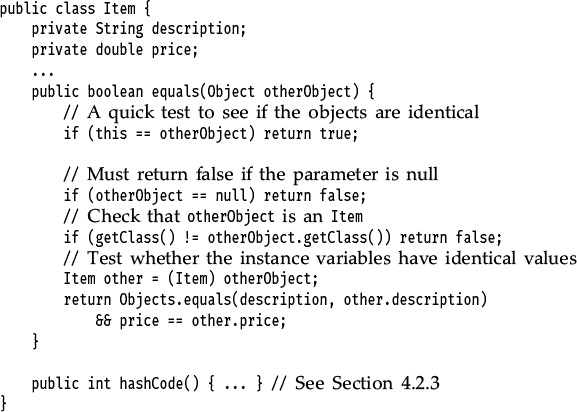 public class Item {
    private String description;
    private double price;
    ...
    public boolean equals(Object otherObject) {
        // A quick test to see if the objects are identical
        if (this == otherObject) return true;

        // Must return false if the parameter is null
        if (otherObject == null) return false;
        // Check that otherObject is an Item
        if (getClass() != otherObject.getClass()) return false;
        // Test whether the instance variables have identical values
        Item other = (Item) otherObject;
        return Objects.equals(description, other.description)
            && price == other.price;
    }

    public int hashCode() { ... } // See Section 4.2.3
}